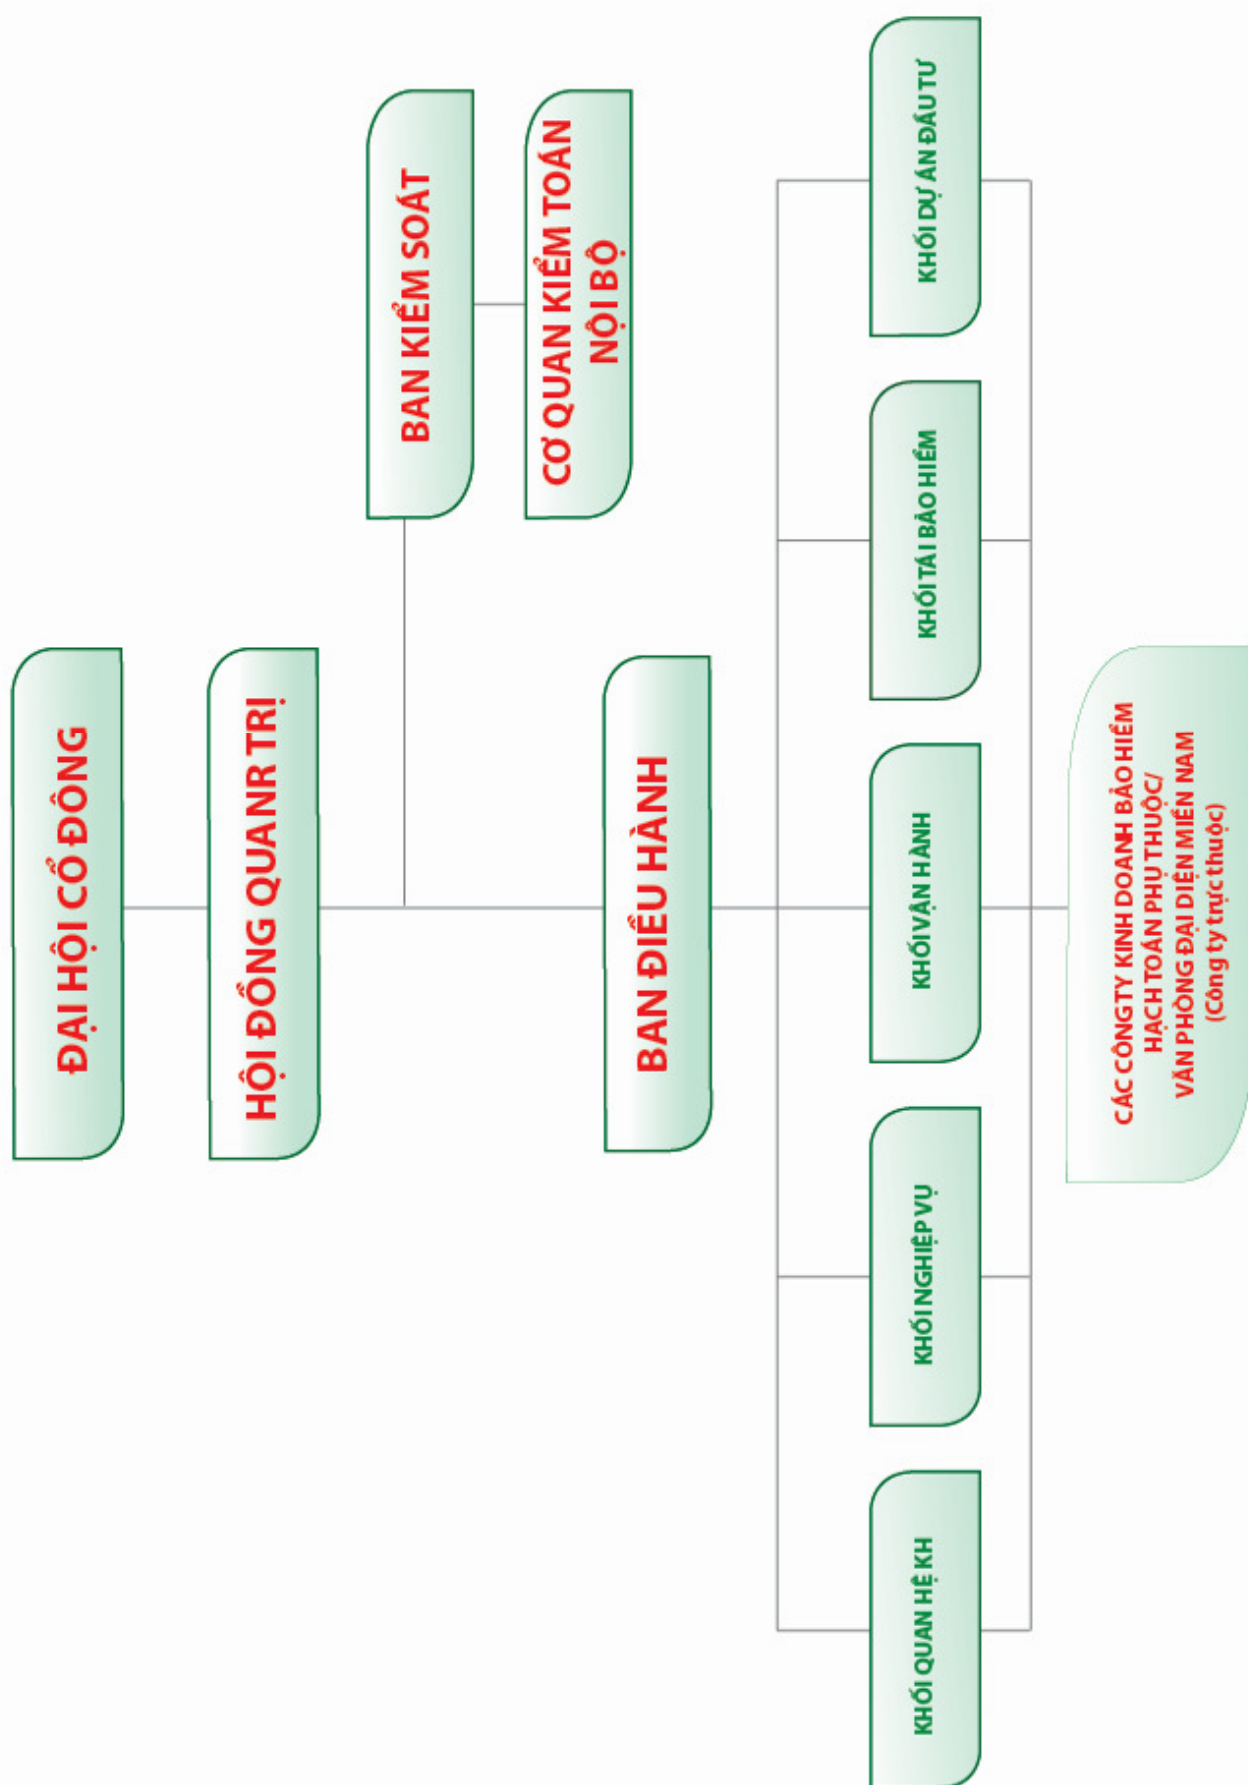 ĐẠI HỘI CỔ ĐÔNG
HỘI ĐỒNG QUANR TRỊ
BAN KIỂM SOÁT
CƠ QUAN KIỂM TOÁN
NỘI BỘ
BAN ĐIỀU HÀNH
KHỐI QUAN HỆ KH
KHỐI NGHIỆP VỤ
KHỐI VẬN HÀNH
KHỐI TÁI BẢO HIỂM
KHỐI DỰ ÁN ĐẦU TƯ
CÁC CÔNG TY KINH DOANH BẢO HIỂM
HẠCH TOÁN PHỤ THUỘC/
VĂN PHÒNG ĐẠI DIỆN MIỀN NAM
(Công ty trực thuộc)